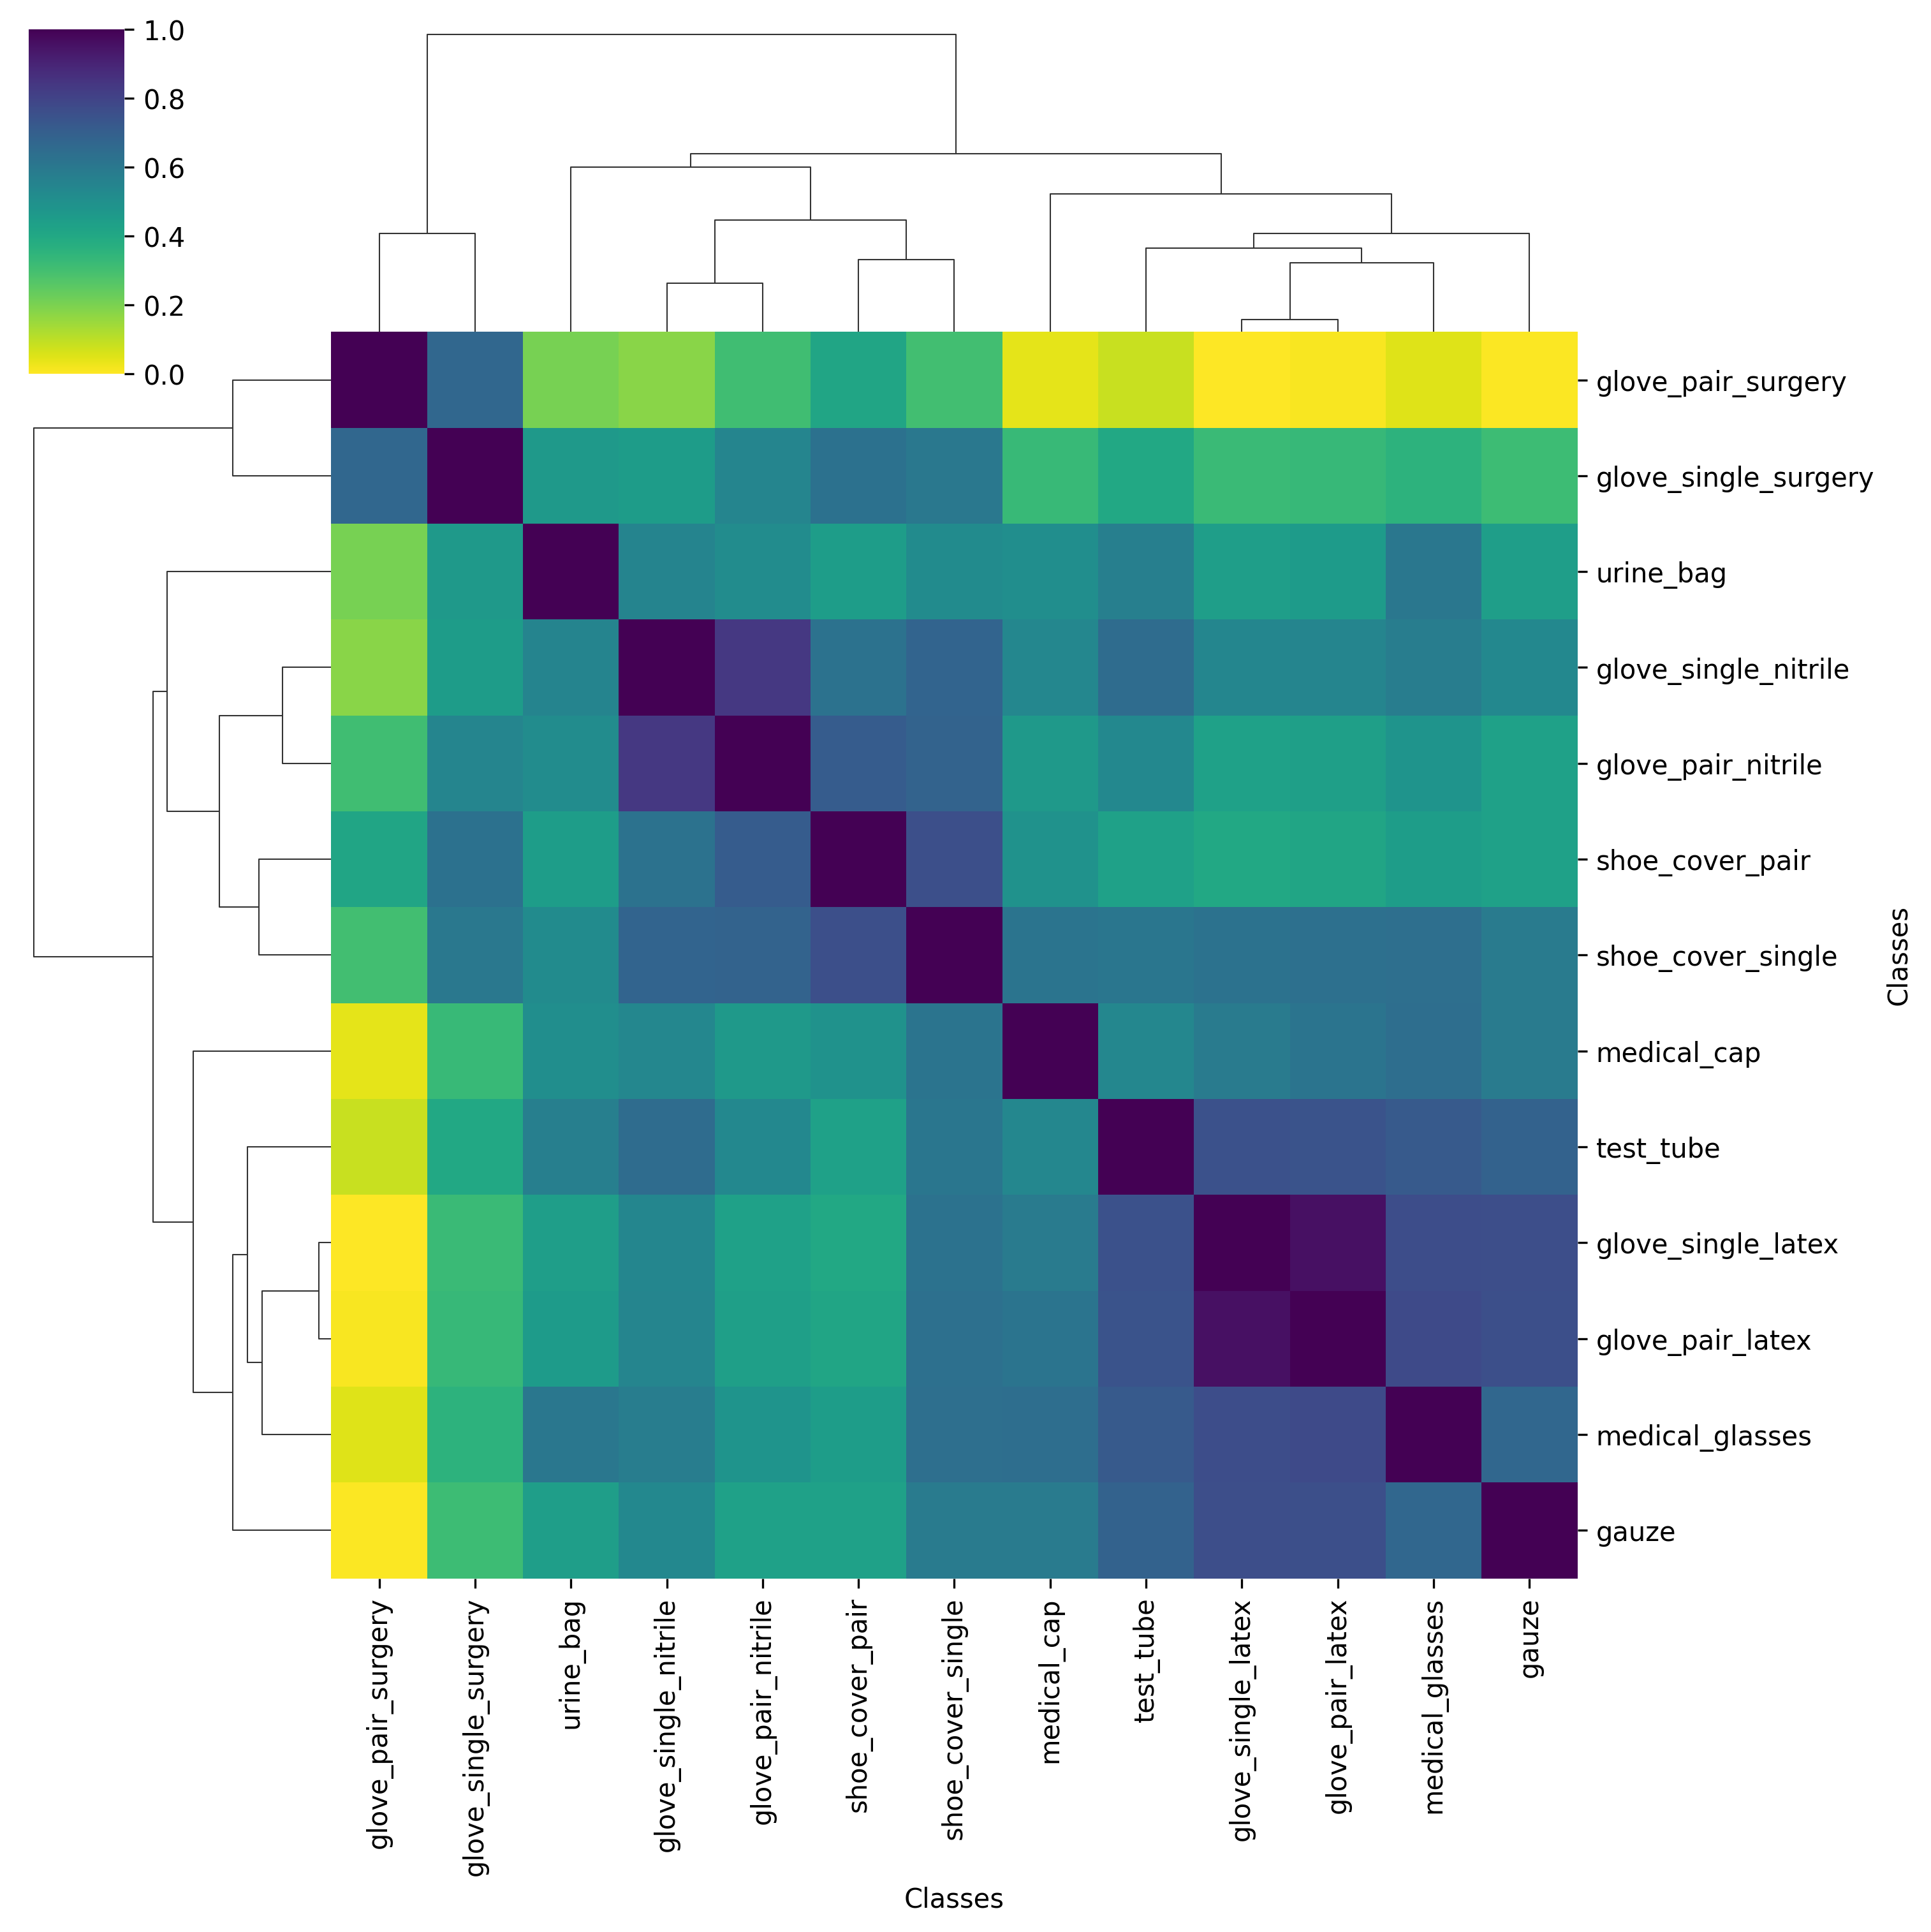 1.0
0.8
0.6
0.4
0.2
0.0
glove_pair_surgery
glove_single_surgery
urine_bag
glove_single_nitrile
glove_pair_nitrile
shoe_cover_pair
shoe_cover_single
medical_cap
test_tube
glove_single_latex
glove_pair_latex
medical_glasses
gauze
Classes
glove_pair_surgery
glove_single_surgery
urine_bag
glove_single_nitrile
glove_pair_nitrile
shoe_cover_pair
shoe_cover_single
medical_cap
test_tube
glove_single_latex
glove_pair_latex
medical_glasses
gauze
Classes